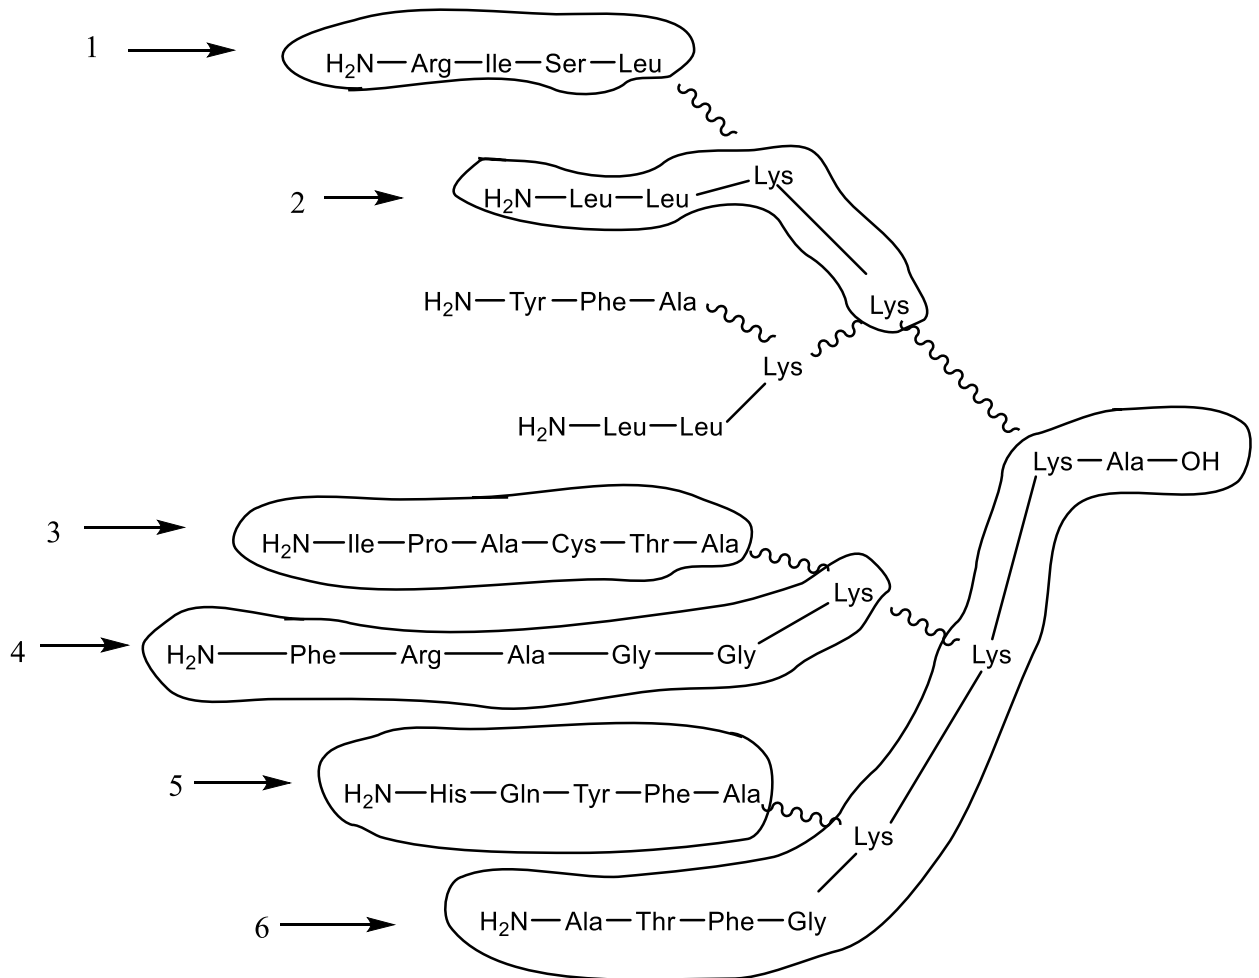 1
H₂N—Arg—Ile—Ser—Leu
2
H₂N—Leu—Leu—Lys
Lys
H₂N—Tyr—Phe—Ala
Lys
H₂N—Leu—Leu
Lys—Ala—OH
3
H₂N—Ile—Pro—Ala—Cys—Thr—Ala
Lys
4
H₂N—Phe—Arg—Ala—Gly—Gly
Lys
5
H₂N—His—Gln—Tyr—Phe—Ala
Lys
6
H₂N—Ala—Thr—Phe—Gly